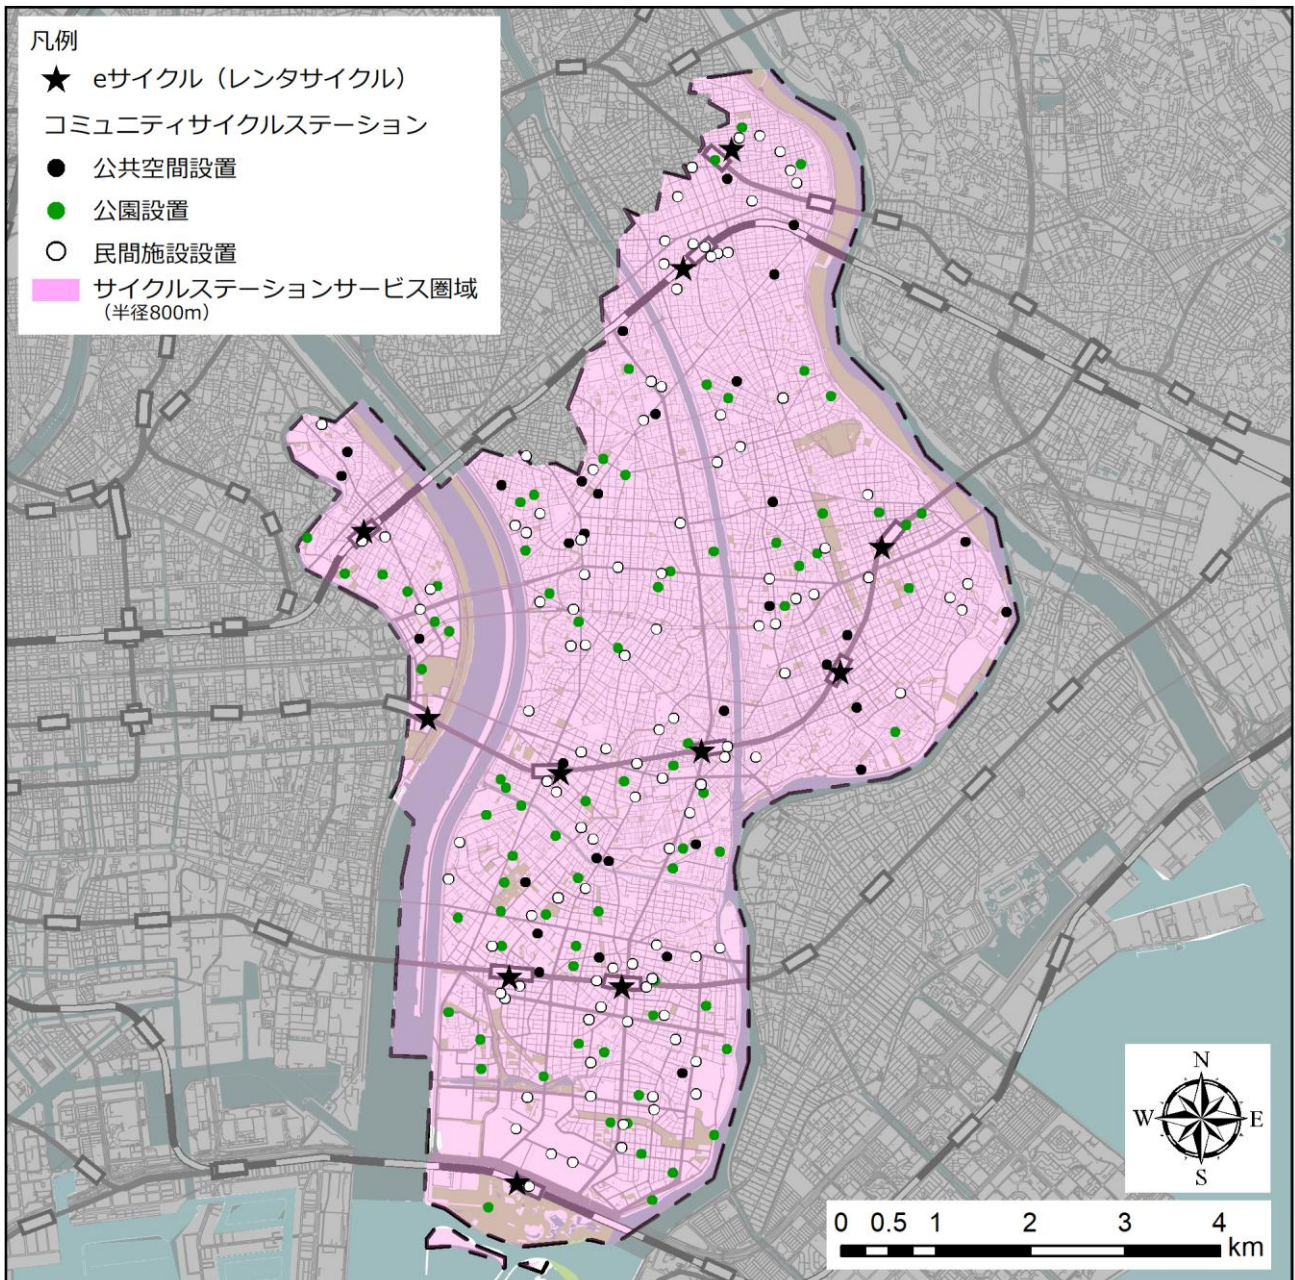 凡例
eサイクル（レンタサイクル）
コミュニティサイクルステーション
公共空間設置
公園設置
民間施設設置
サイクルステーションサービス圏域
（半径800m）
N
W E
S
0 0.5 1 2 3 4
km